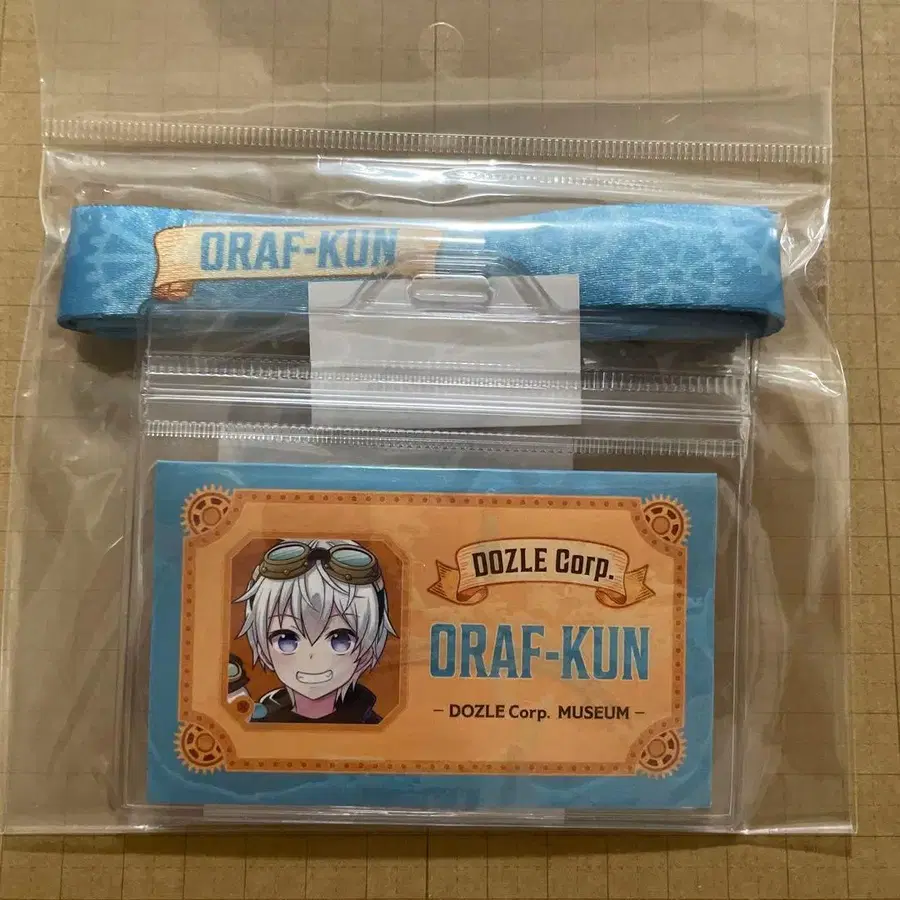 ORAF-KUN
DOZLE Corp.
ORAF-KUN
– DOZLE Corp. MUSEUM –